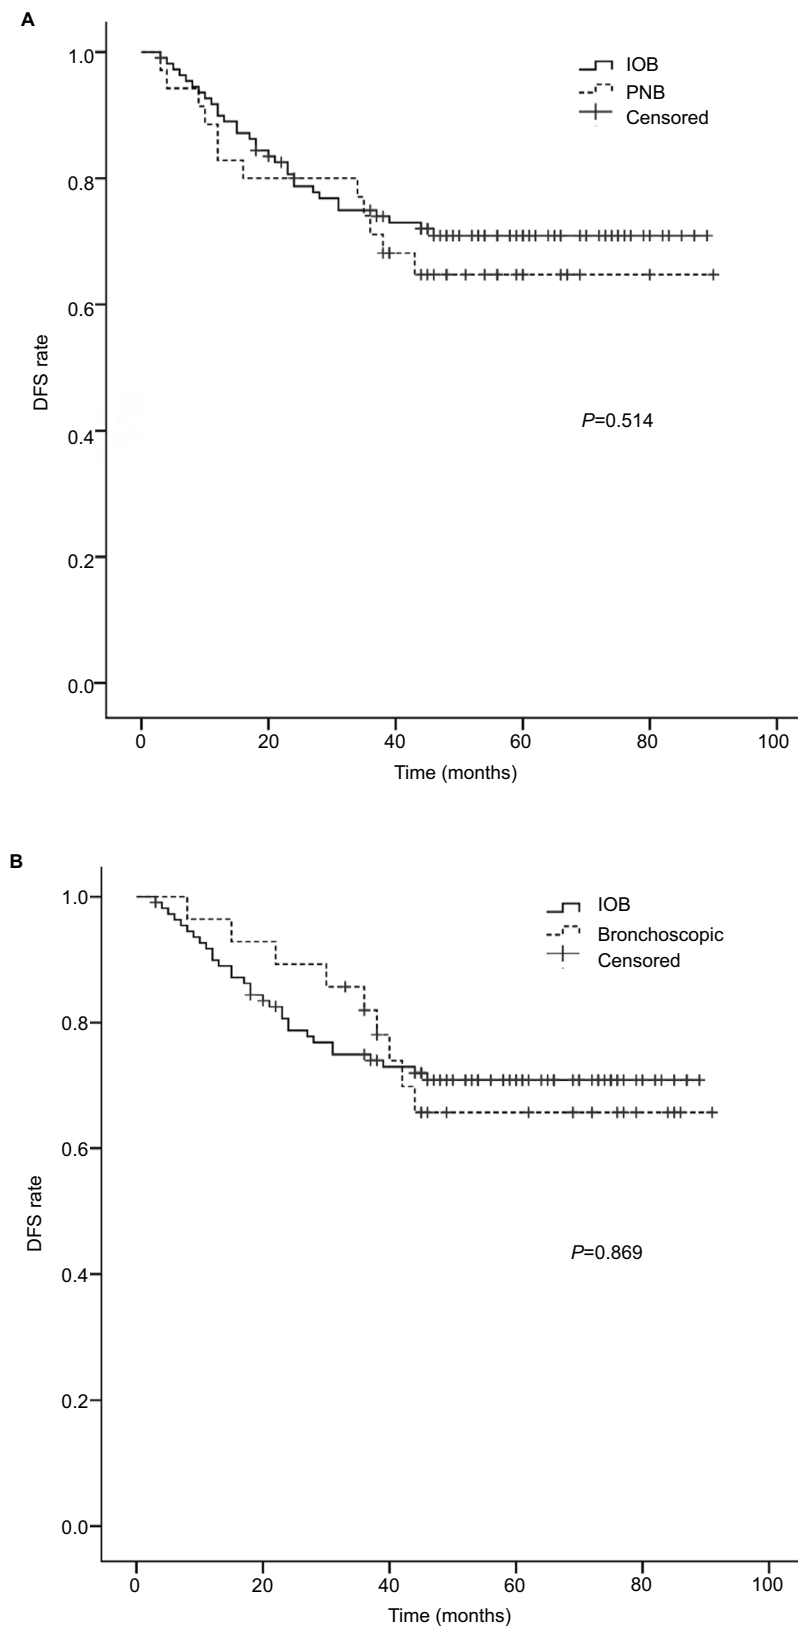 A
1.0
IOB
PNB
Censored
0.8
0.6
DFS rate
P=0.514
0.4
0.2
0.0
0 20 40 60 80 100
Time (months)
B
1.0
IOB
Bronchoscopic
Censored
0.8
0.6
DFS rate
P=0.869
0.4
0.2
0.0
0 20 40 60 80 100
Time (months)